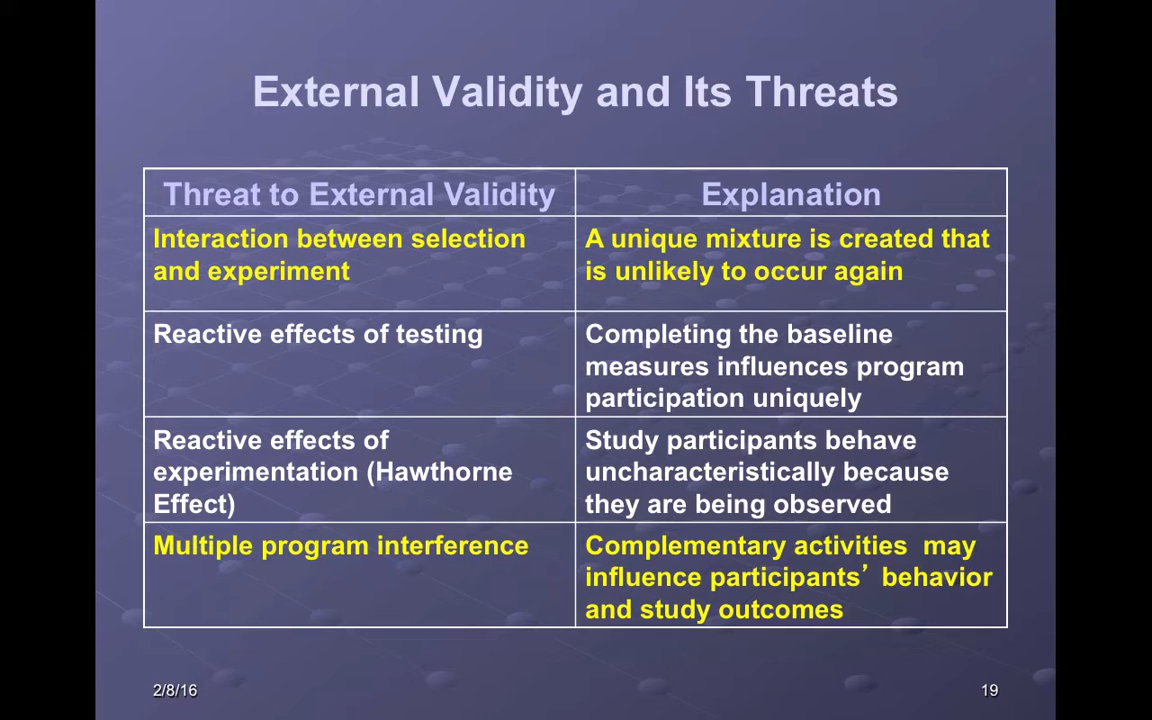 External Validity and Its Threats
Threat to External Validity
Explanation
Interaction between selection
and experiment
A unique mixture is created that
is unlikely to occur again
Reactive effects of testing
Completing the baseline
measures influences program
participation uniquely
Reactive effects of
experimentation (Hawthorne
Effect)
Study participants behave
uncharacteristically because
they are being observed
Multiple program interference
Complementary activities  may
influence participants’ behavior
and study outcomes
2/8/16
19